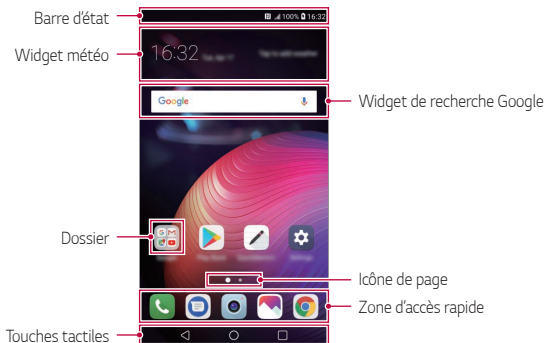 Barre d'état
100% 16:32
Widget météo
16:32
Google
Widget de recherche Google
Dossier
Icône de page
Zone d'accès rapide
Touches tactiles